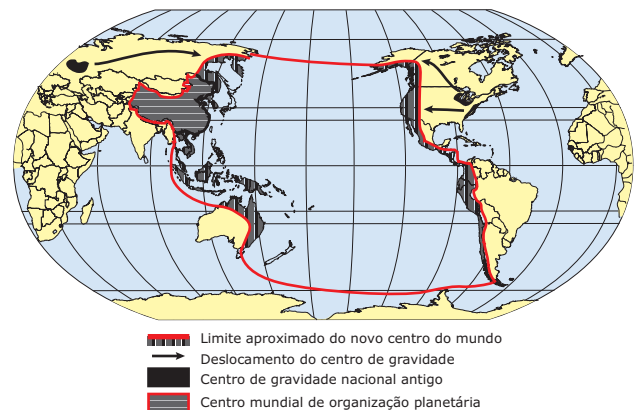 Limite aproximado do novo centro do mundo
Deslocamento do centro de gravidade
Centro de gravidade nacional antigo
Centro mundial de organização planetária